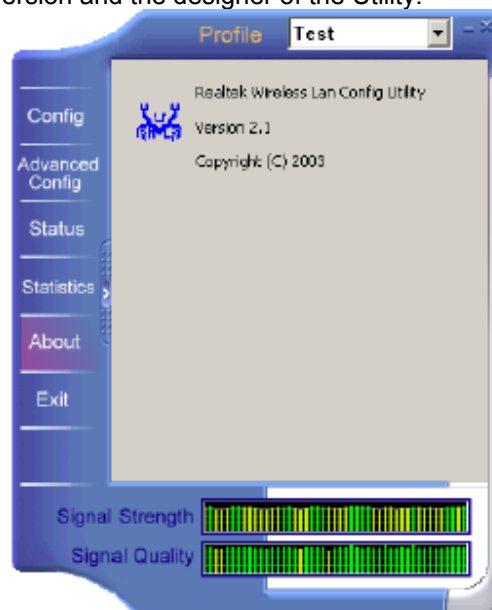 ersion and the designer of the Utility.
Profile Test
Realtek Wireless Lan Config Utility
Version 2.1
Copyright (C) 2003
Config
Advanced
Config
Status
Statistics
About
Exit
Signal Strength
Signal Quality